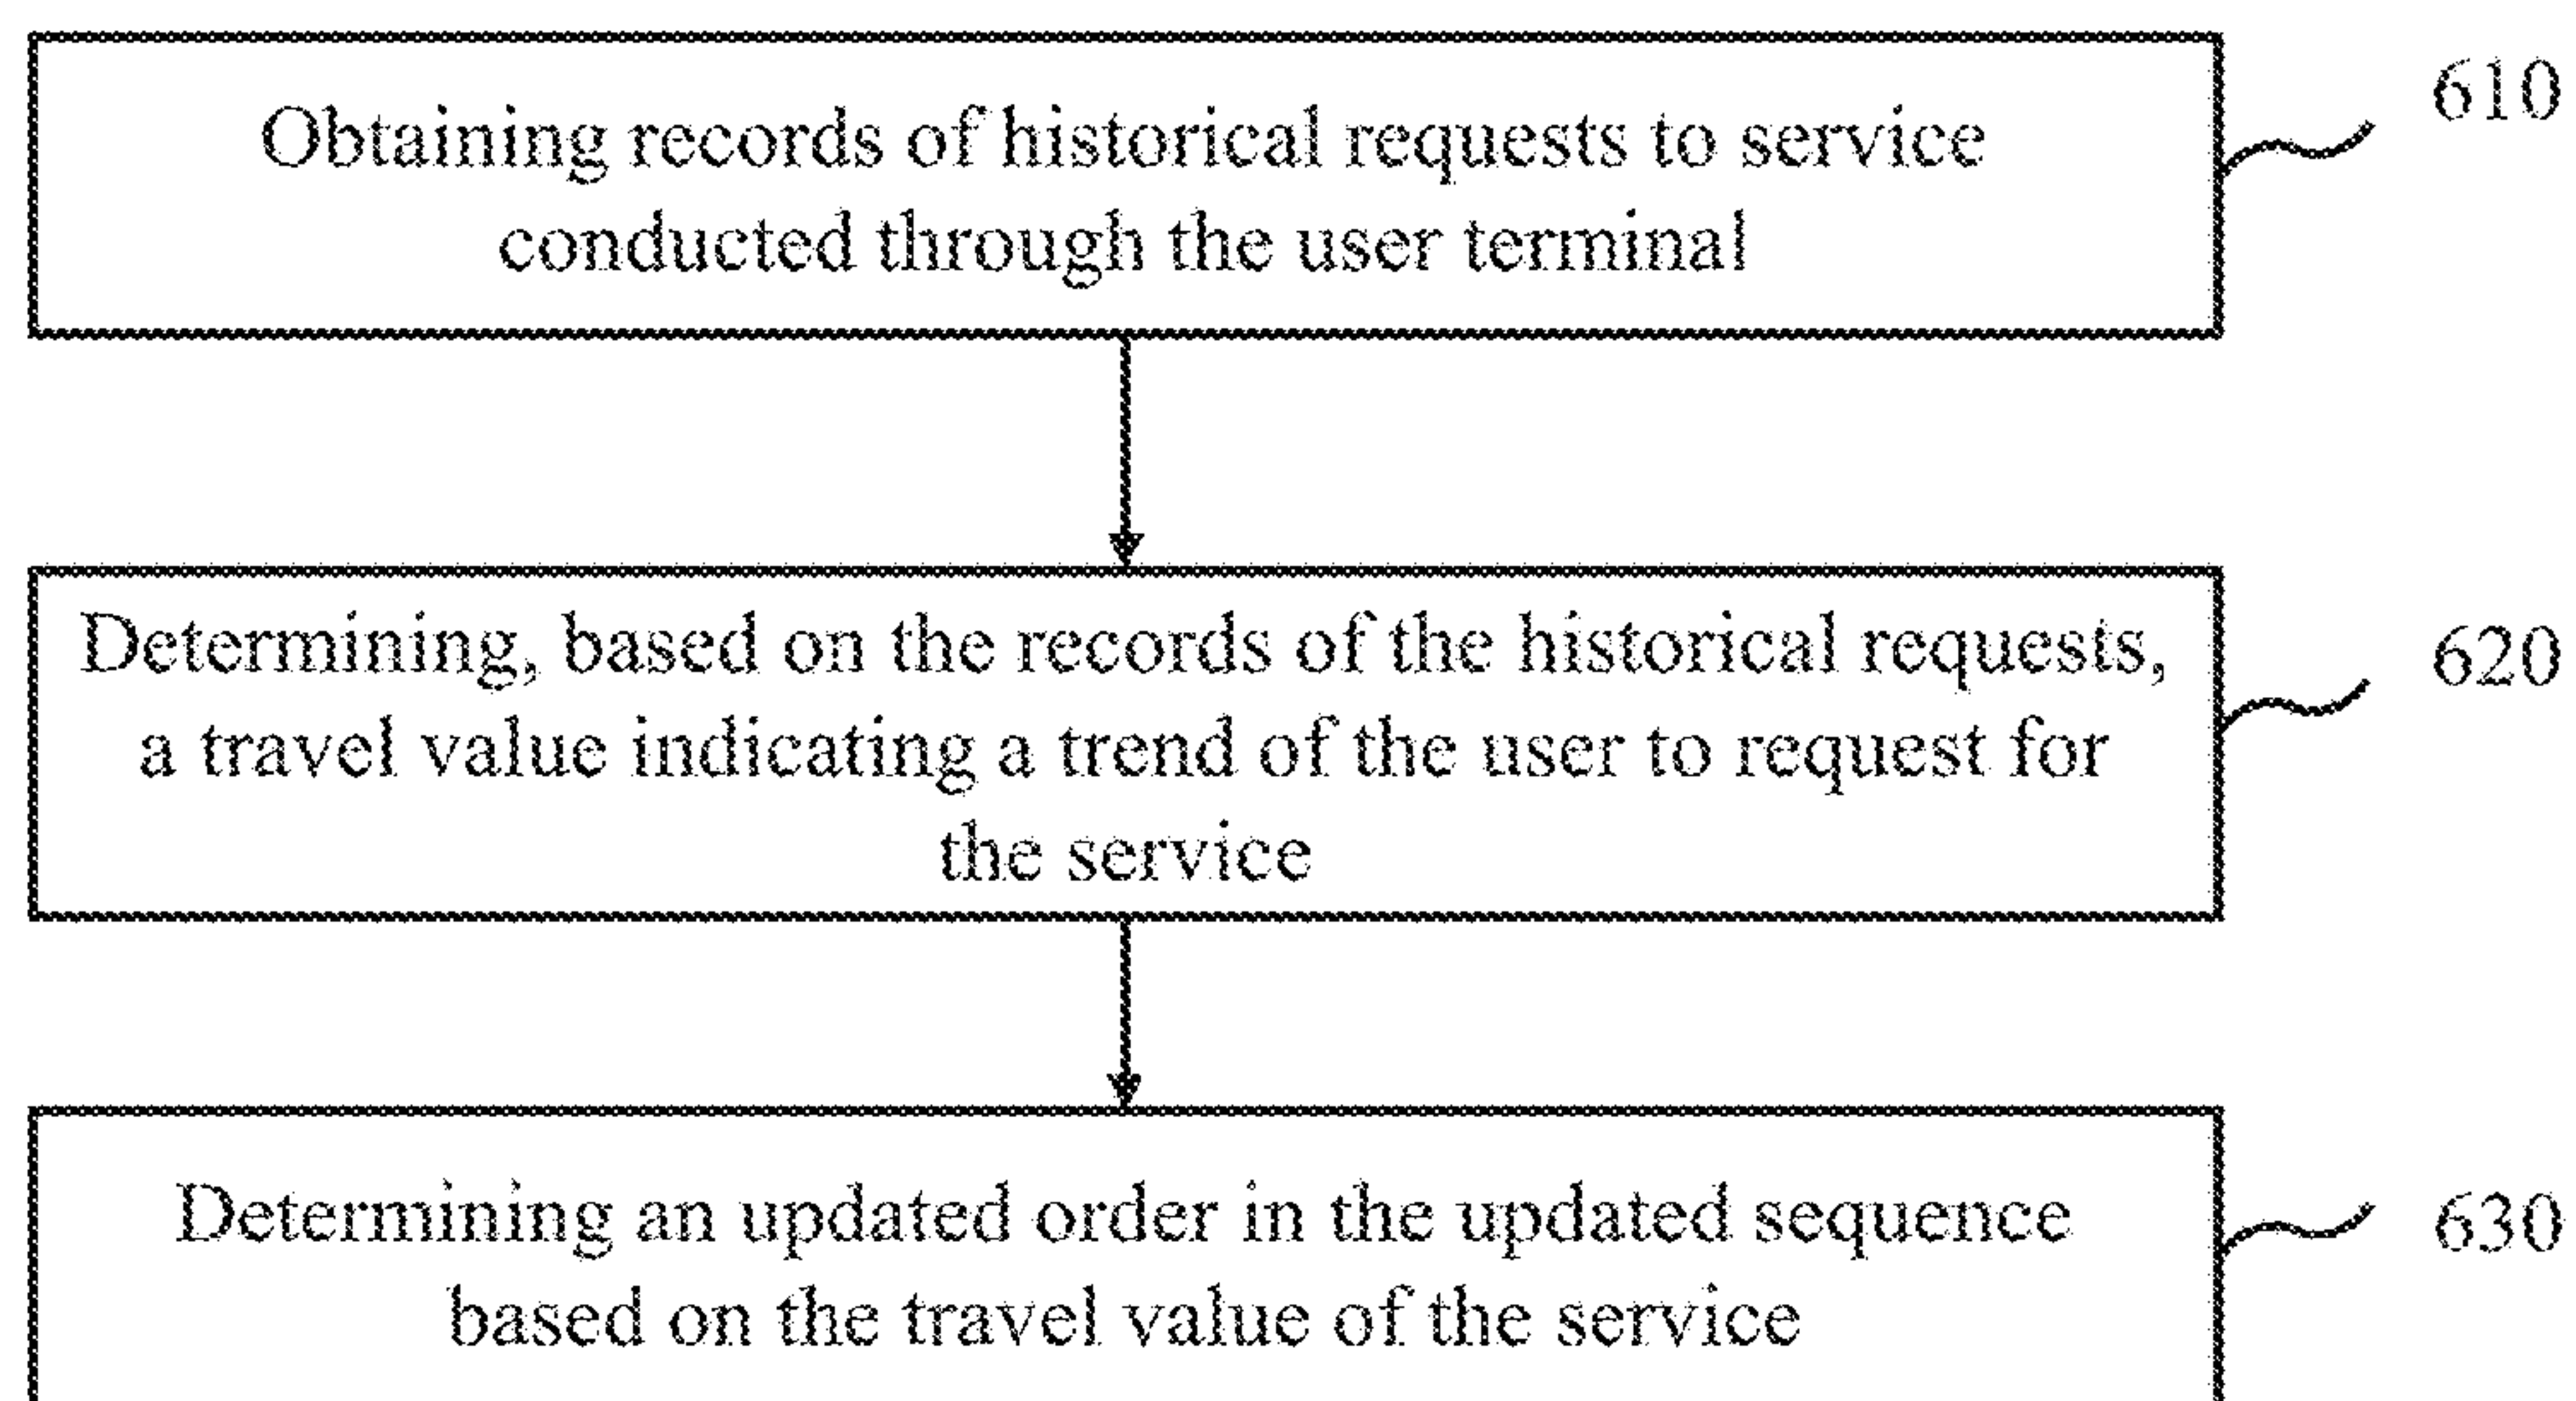 Obtaining records of historical requests to service
conducted through the user terminal
610
Determining, based on the records of the historical requests,
a travel value indicating a trend of the user to request for
the service
620
Determining an updated order in the updated sequence
based on the travel value of the service
630